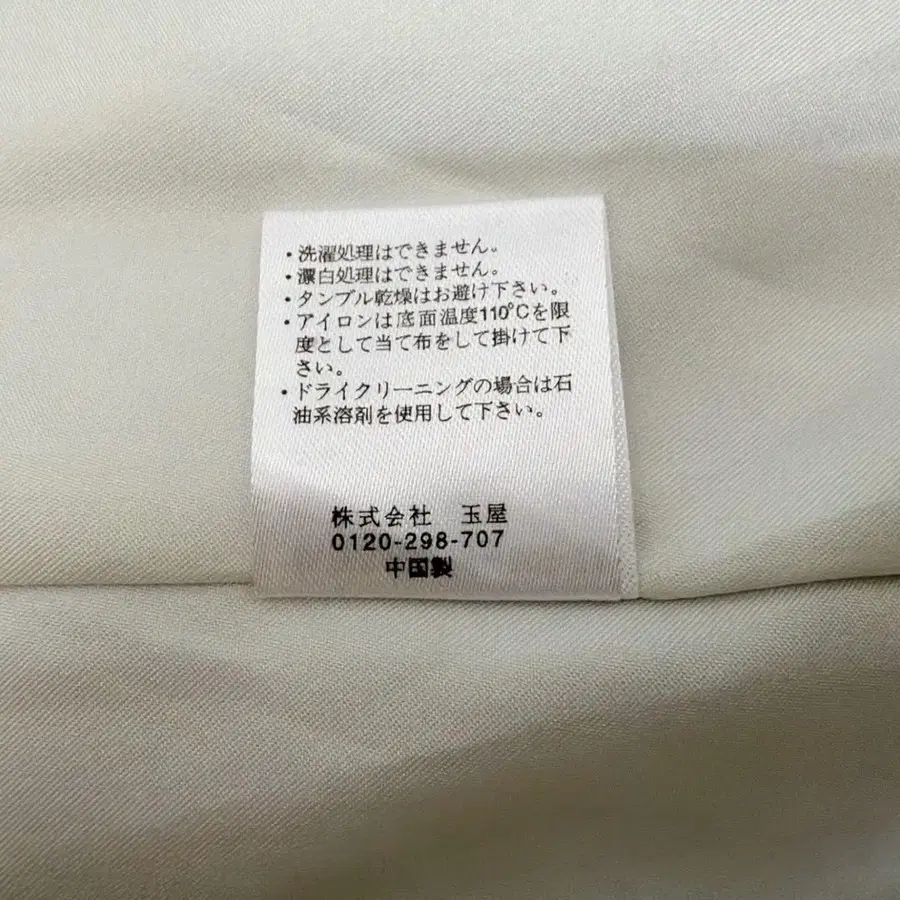 ・洗濯処理はできません。
・漂白処理はできません。
・タンブル乾燥はお避け下さい。
・アイロンは底面温度110℃を限
度として当て布をして掛けて下
さい。
・ドライクリーニングの場合は石
油系溶剤を使用して下さい。
株式会社 玉屋
0120-298-707
中国製